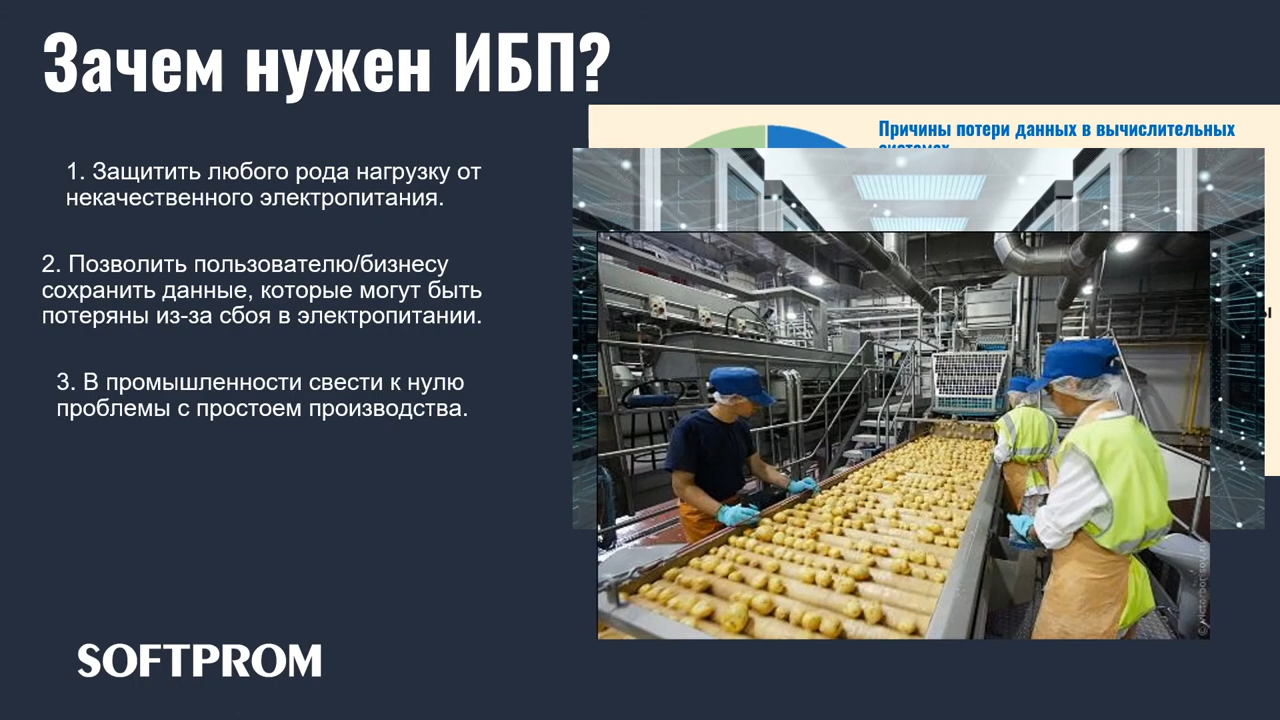 Зачем нужен ИБП?
Причины потери данных в вычислительных
1. Защитить любого рода нагрузку от
некачественного электропитания.
2. Позволить пользователю/бизнесу
сохранить данные, которые могут быть
потеряны из-за сбоя в электропитании.
3. В промышленности свести к нулю
проблемы с простоем производства.
SOFTPROM